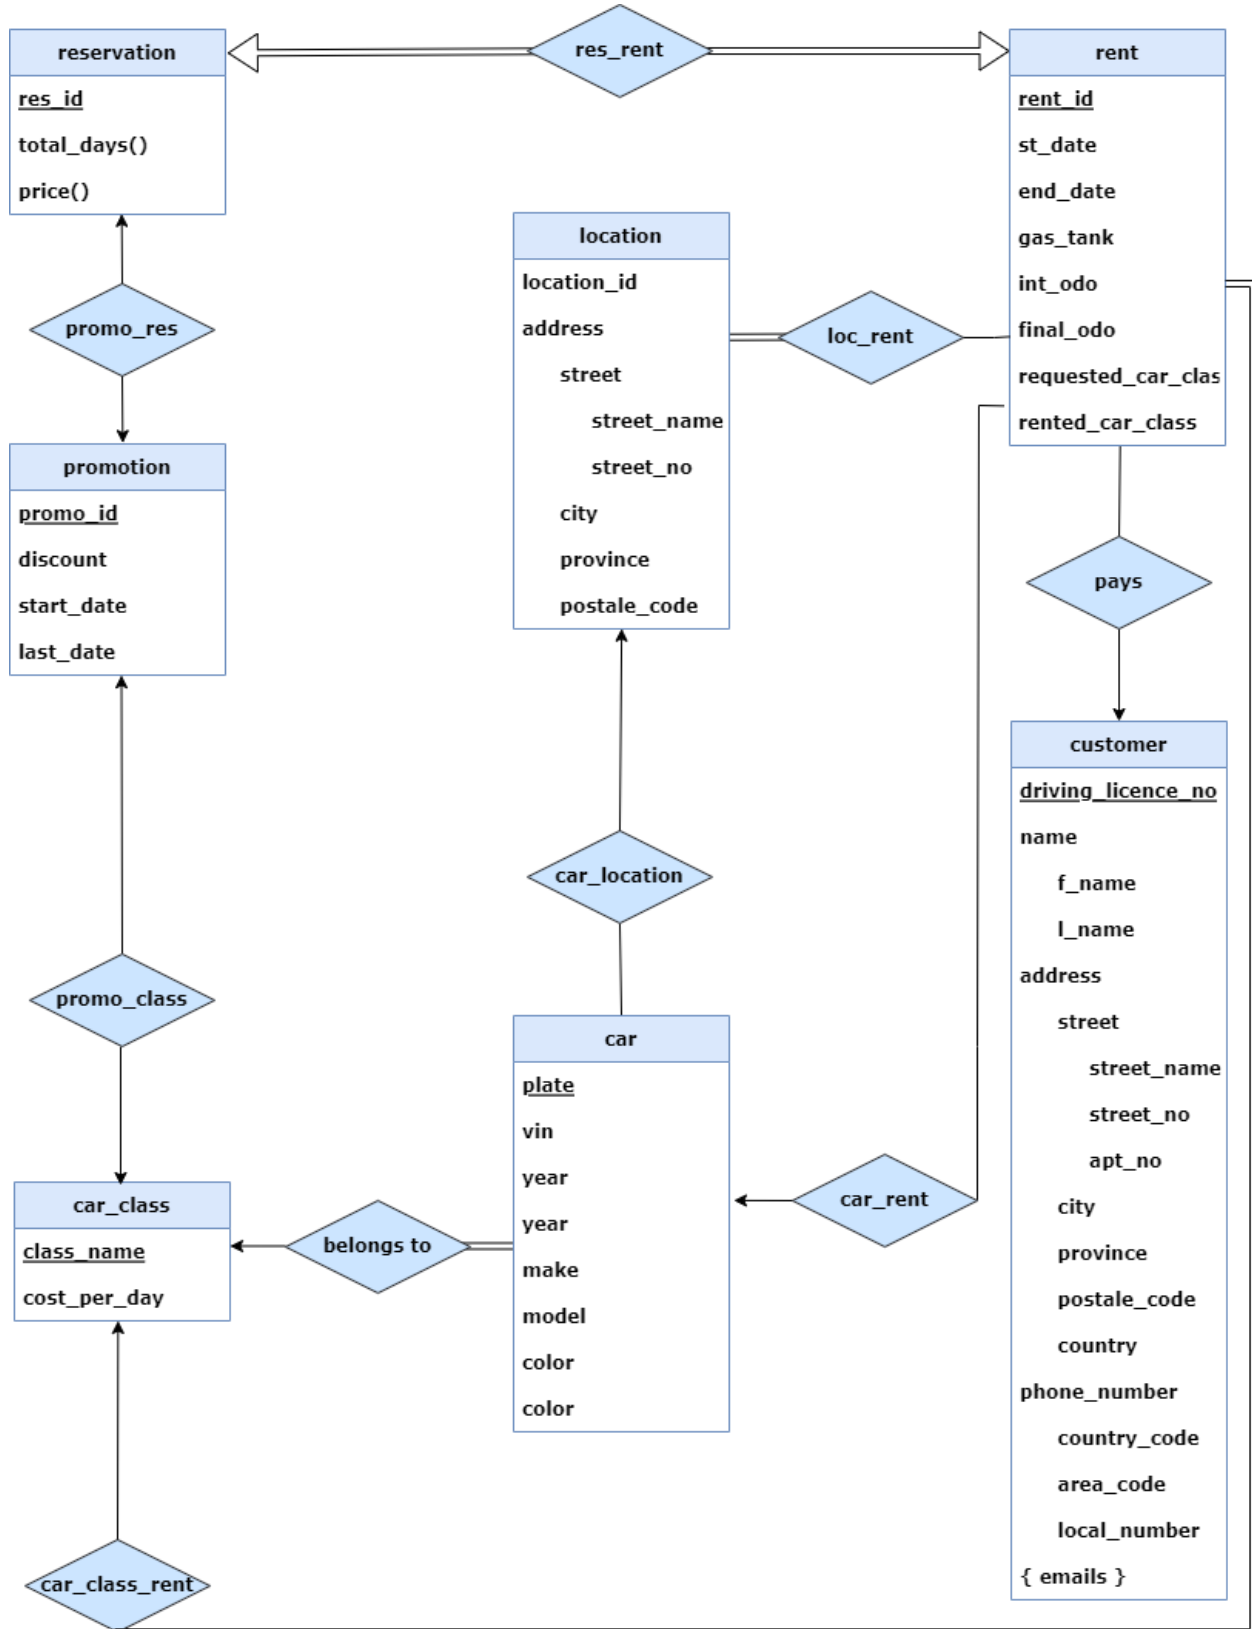 reservation
res_id
total_days()
price()
res_rent
rent
rent_id
st_date
end_date
gas_tank
int_odo
final_odo
requested_car_clas
rented_car_class
promo_res
location
location_id
address
street
street_name
street_no
city
province
postale_code
loc_rent
promotion
promo_id
discount
start_date
last_date
pays
customer
driving_licence_no
name
f_name
l_name
address
street
street_name
street_no
apt_no
city
province
postale_code
country
phone_number
country_code
area_code
local_number
{ emails }
car_location
promo_class
car
plate
vin
year
year
make
model
color
color
car_rent
belongs to
car_class
class_name
cost_per_day
car_class_rent